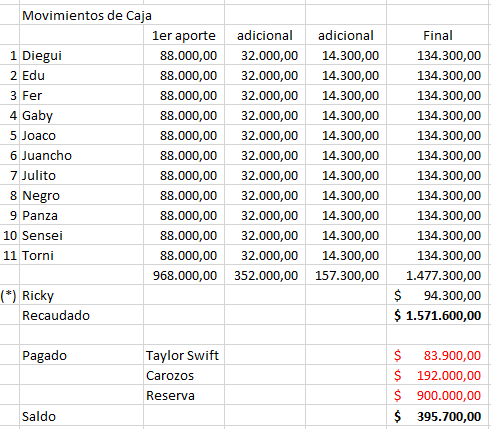 Movimientos de Caja
1er aporte adicional adicional Final
1 Diegui 88.000,00 32.000,00 14.300,00 134.300,00
2 Edu 88.000,00 32.000,00 14.300,00 134.300,00
3 Fer 88.000,00 32.000,00 14.300,00 134.300,00
4 Gaby 88.000,00 32.000,00 14.300,00 134.300,00
5 Joaco 88.000,00 32.000,00 14.300,00 134.300,00
6 Juancho 88.000,00 32.000,00 14.300,00 134.300,00
7 Julito 88.000,00 32.000,00 14.300,00 134.300,00
8 Negro 88.000,00 32.000,00 14.300,00 134.300,00
9 Panza 88.000,00 32.000,00 14.300,00 134.300,00
10 Sensei 88.000,00 32.000,00 14.300,00 134.300,00
11 Torni 88.000,00 32.000,00 14.300,00 134.300,00
968.000,00 352.000,00 157.300,00 1.477.300,00
(*) Ricky $ 94.300,00
Recaudado $ 1.571.600,00
Pagado Taylor Swift $ 83.900,00
Carozos $ 192.000,00
Reserva $ 900.000,00
Saldo $ 395.700,00